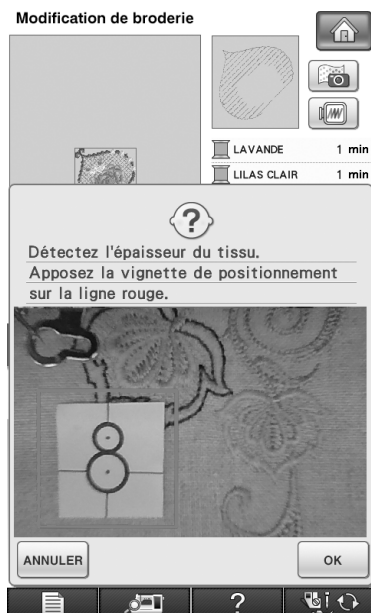 Modification de broderie
LAVANDE 1 min
LILAS CLAIR 1 min
?
Détectez l'épaisseur du tissu.
Apposez la vignette de positionnement
sur la ligne rouge.
ANNULER
OK
?